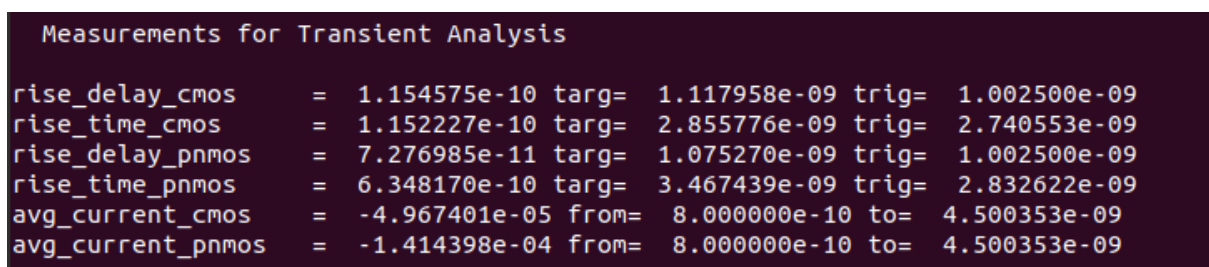 Measurements for Transient Analysis
rise_delay_cmos = 1.154575e-10 targ= 1.117958e-09 trig= 1.002500e-09
rise_time_cmos = 1.152227e-10 targ= 2.855776e-09 trig= 2.740553e-09
rise_delay_pnmos = 7.276985e-11 targ= 1.075270e-09 trig= 1.002500e-09
rise_time_pnmos = 6.348170e-10 targ= 3.467439e-09 trig= 2.832622e-09
avg_current_cmos = -4.967401e-05 from= 8.000000e-10 to= 4.500353e-09
avg_current_pnmos = -1.414398e-04 from= 8.000000e-10 to= 4.500353e-09